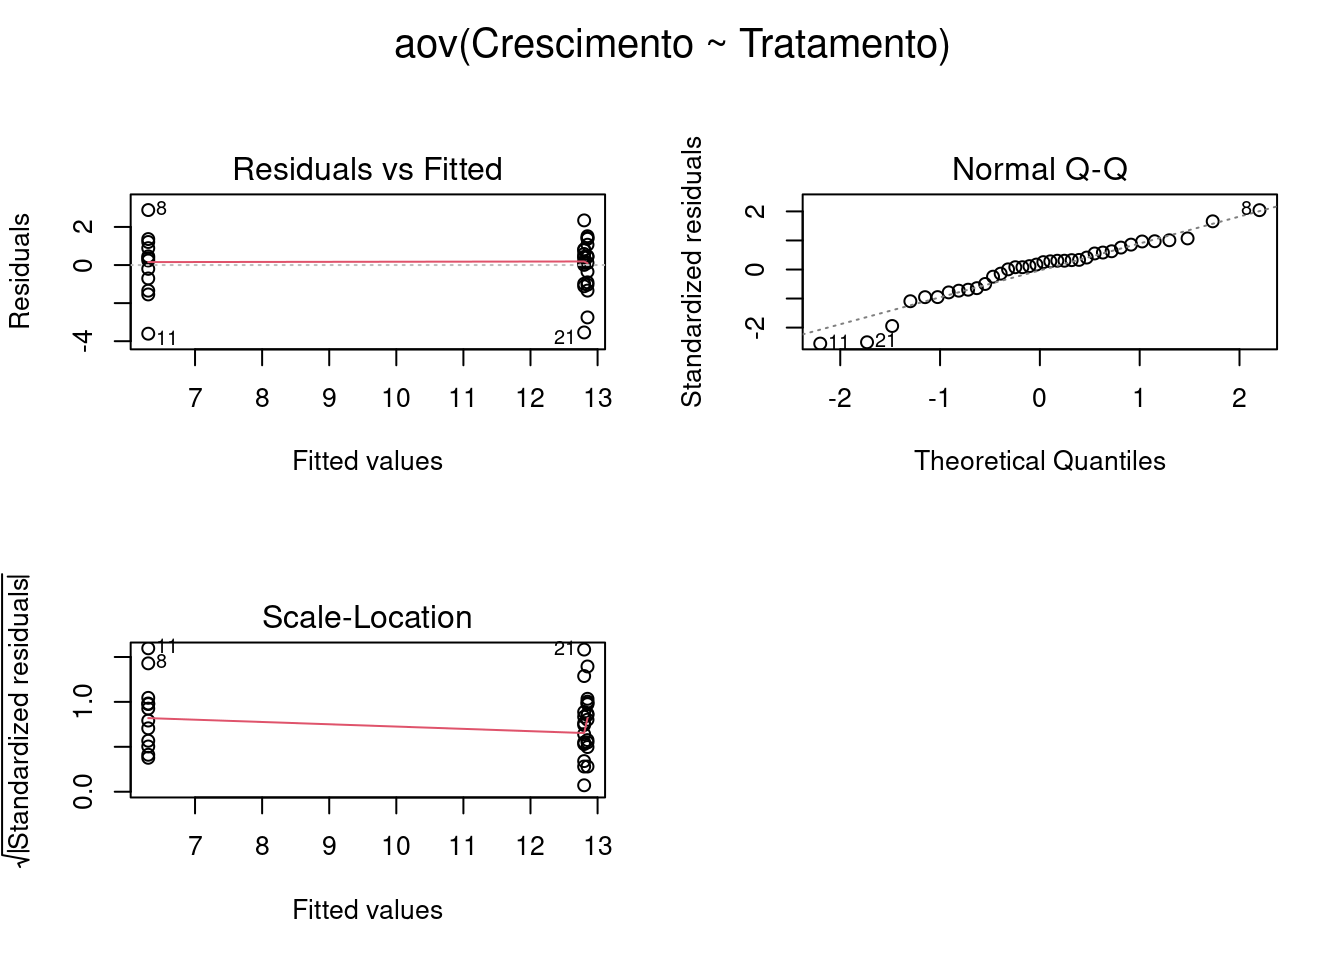 aov(Crescimento ~ Tratamento)
Residuals vs Fitted
Residuals
2
0
-4
8
11
21
7 8 9 10 11 12 13
Fitted values
Normal Q-Q
Standardized residuals
2
0
-2
8
11
21
-2 -1 0 1 2
Theoretical Quantiles
Scale-Location
√|Standardized residuals|
1.0
0.0
11
8
21
7 8 9 10 11 12 13
Fitted values